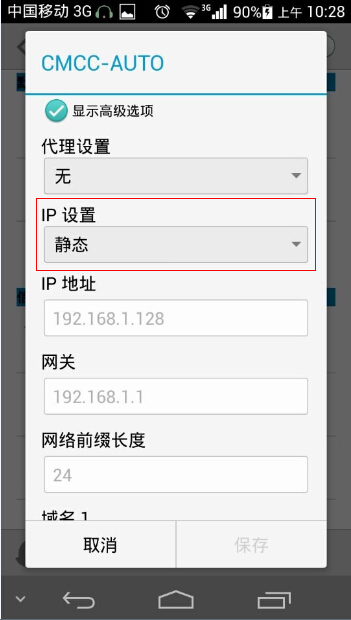 中国移动 3G 3G 90% 上午 10:28
CMCC-AUTO
显示高级选项
代理设置
无
IP 设置
静态
IP 地址
192.168.1.128
网关
192.168.1.1
网络前缀长度
24
域名 1
取消 保存